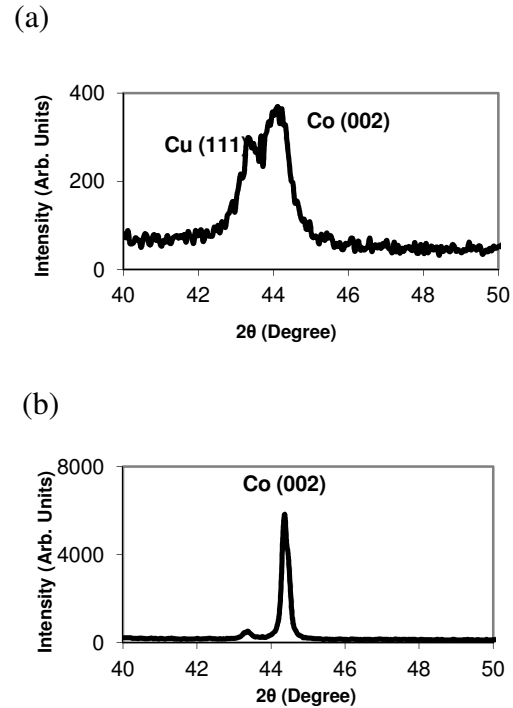 (a)
400
200
0
Intensity (Arb. Units)
Cu (111)
Co (002)
40 42 44 46 48 50
2θ (Degree)
(b)
8000
4000
0
Intensity (Arb. Units)
Co (002)
40 42 44 46 48 50
2θ (Degree)